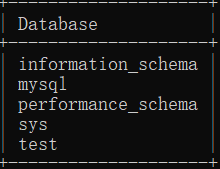 Database
information_schema
mysql
performance_schema
sys
test